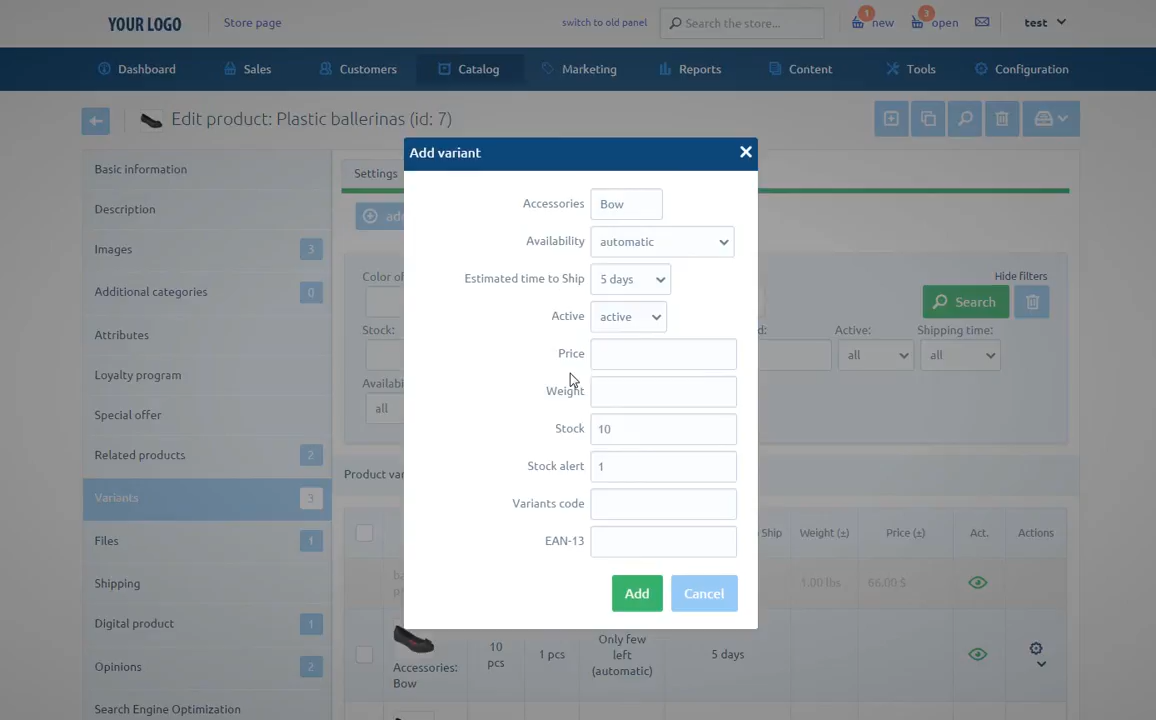 YOUR LOGO
Store page
switch to old panel
Search the store...
1
new
3
open
test
Dashboard
Sales
Customers
Catalog
Marketing
Reports
Content
Tools
Configuration
Edit product: Plastic ballerinas (id: 7)
Basic information
Description
Images 3
Additional categories 0
Attributes
Loyalty program
Special offer
Related products 2
Variants 3
Files 1
Shipping
Digital product 1
Opinions 2
Search Engine Optimization
Settings
Hide filters
Search
Stock:
Active:
Shipping time:
all
all
all
Add variant
Accessories Bow
Availability automatic
Estimated time to Ship 5 days
Active active
Price
Weight
Stock 10
Stock alert 1
Variants code
EAN-13
Add Cancel
Ship
Weight (±)
Price (±)
Act.
Actions
1.00 lbs
66.00 $
Accessories:
Bow
10
pcs
1 pcs
Only few
left
(automatic)
5 days